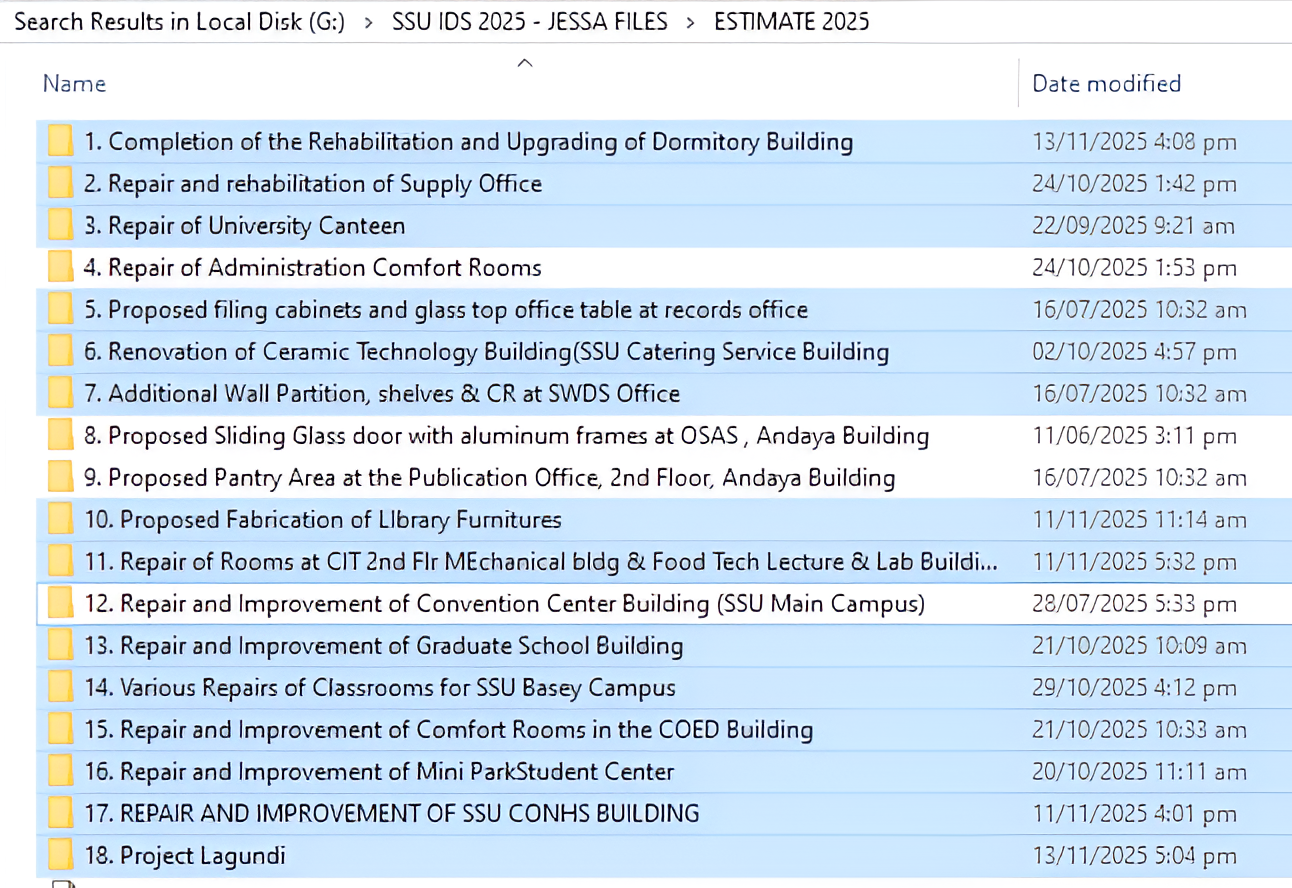 Search Results in Local Disk (G:) > SSU IDS 2025 - JESSA FILES > ESTIMATE 2025
Name Date modified
1. Completion of the Rehabilitation and Upgrading of Dormitory Building 13/11/2025 4:08 pm
2. Repair and rehabilitation of Supply Office 24/10/2025 1:42 pm
3. Repair of University Canteen 22/09/2025 9:21 am
4. Repair of Administration Comfort Rooms 24/10/2025 1:53 pm
5. Proposed filing cabinets and glass top office table at records office 16/07/2025 10:32 am
6. Renovation of Ceramic Technology Building(SSU Catering Service Building 02/10/2025 4:57 pm
7. Additional Wall Partition, shelves & CR at SWDS Office 16/07/2025 10:32 am
8. Proposed Sliding Glass door with aluminum frames at OSAS , Andaya Building 11/06/2025 3:11 pm
9. Proposed Pantry Area at the Publication Office, 2nd Floor, Andaya Building 16/07/2025 10:32 am
10. Proposed Fabrication of LIbrary Furnitures 11/11/2025 11:14 am
11. Repair of Rooms at CIT 2nd Flr MEchanical bldg & Food Tech Lecture & Lab Buildi... 11/11/2025 5:32 pm
12. Repair and Improvement of Convention Center Building (SSU Main Campus) 28/07/2025 5:33 pm
13. Repair and Improvement of Graduate School Building 21/10/2025 10:09 am
14. Various Repairs of Classrooms for SSU Basey Campus 29/10/2025 4:12 pm
15. Repair and Improvement of Comfort Rooms in the COED Building 21/10/2025 10:33 am
16. Repair and Improvement of Mini ParkStudent Center 20/10/2025 11:11 am
17. REPAIR AND IMPROVEMENT OF SSU CONHS BUILDING 11/11/2025 4:01 pm
18. Project Lagundi 13/11/2025 5:04 pm